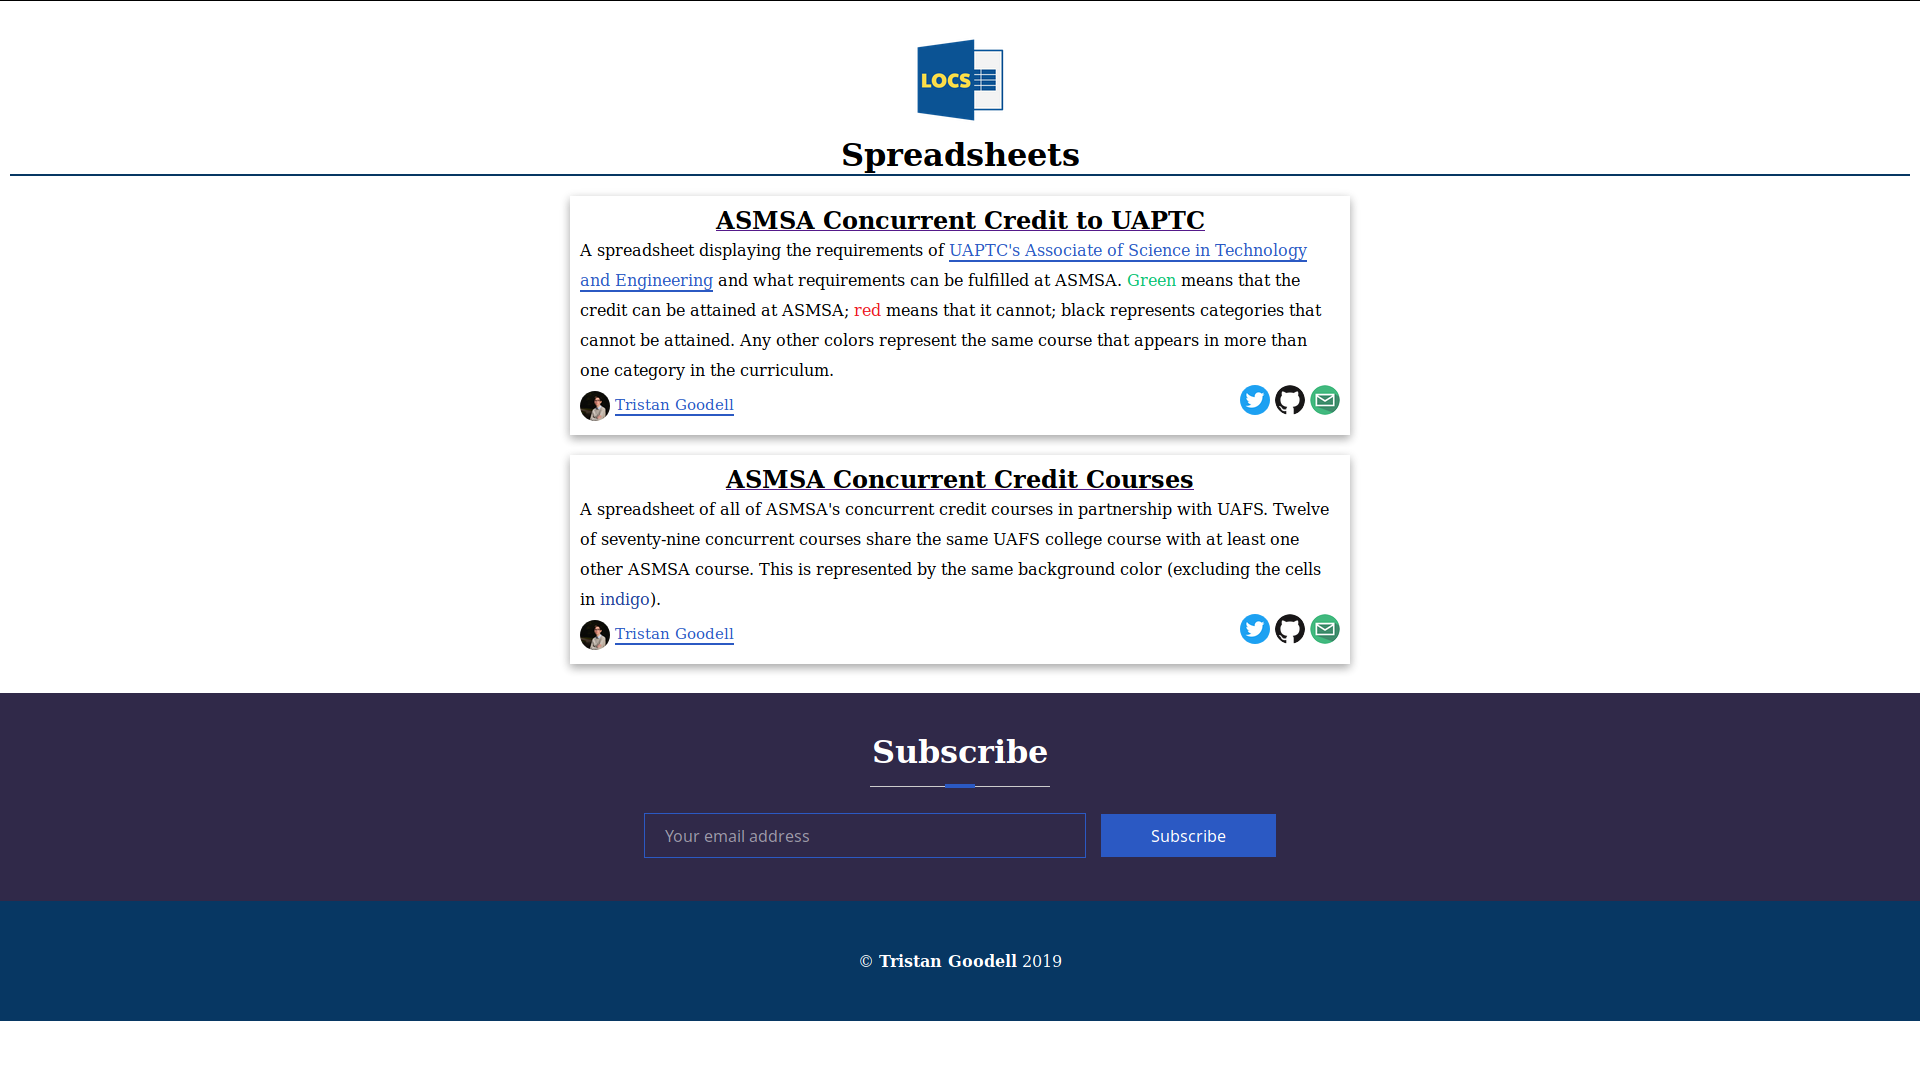 LOCS
Spreadsheets
ASMSA Concurrent Credit to UAPTC
A spreadsheet displaying the requirements of UAPTC's Associate of Science in Technology
and Engineering and what requirements can be fulfilled at ASMSA. Green means that the
credit can be attained at ASMSA; red means that it cannot; black represents categories that
cannot be attained. Any other colors represent the same course that appears in more than
one category in the curriculum.
Tristan Goodell
ASMSA Concurrent Credit Courses
A spreadsheet of all of ASMSA's concurrent credit courses in partnership with UAFS. Twelve
of seventy-nine concurrent courses share the same UAFS college course with at least one
other ASMSA course. This is represented by the same background color (excluding the cells
in indigo).
Tristan Goodell
Subscribe
Your email address
Subscribe
© Tristan Goodell 2019